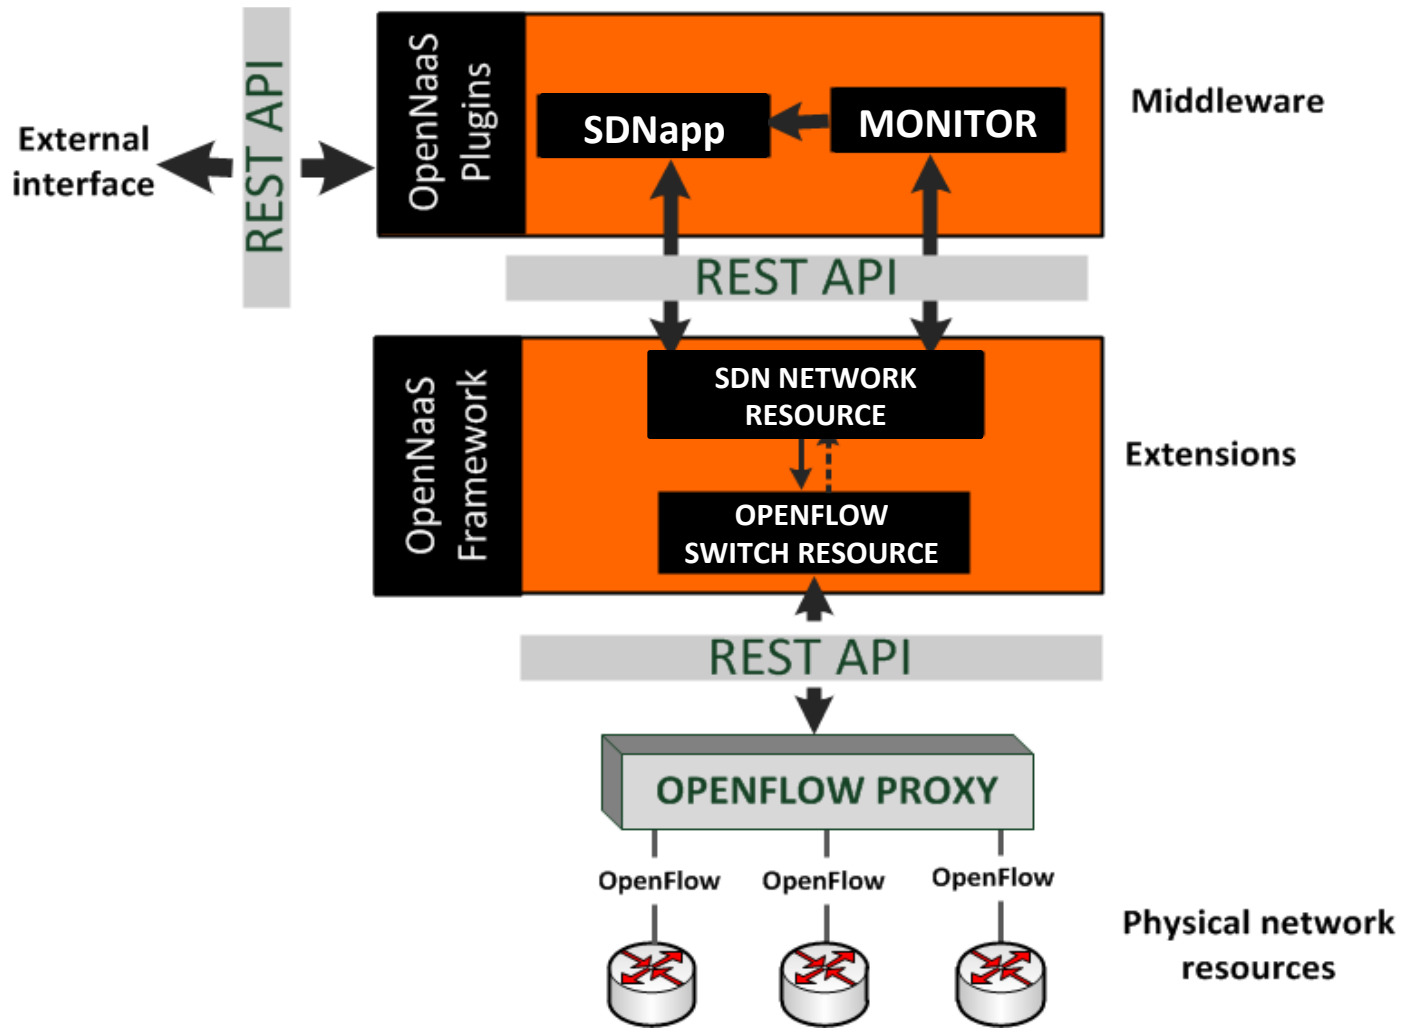 External
interface
REST API
OpenNaaS
Plugins
SDNapp
MONITOR
Middleware
REST API
OpenNaaS
Framework
SDN NETWORK
RESOURCE
OPENFLOW
SWITCH RESOURCE
Extensions
REST API
OPENFLOW PROXY
OpenFlow
OpenFlow
OpenFlow
Physical network
resources